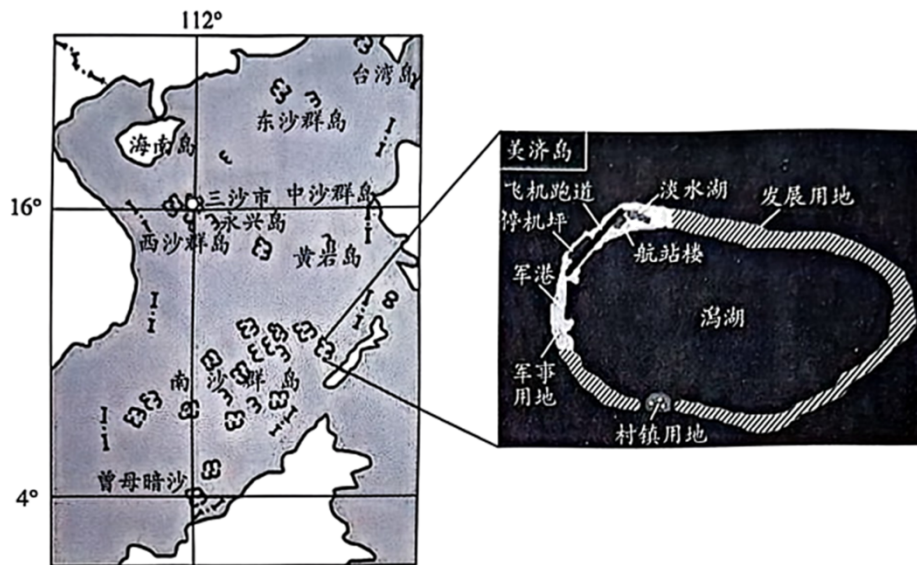 112°
台湾岛
东沙群岛
海南岛
16°
三沙市
中沙群岛
永兴岛
西沙群岛
黄岩岛
南沙群岛
曾母暗沙
4°
美济岛
飞机跑道
淡水湖
发展用地
停机坪
航站楼
军港
潟湖
军事
用地
村镇用地